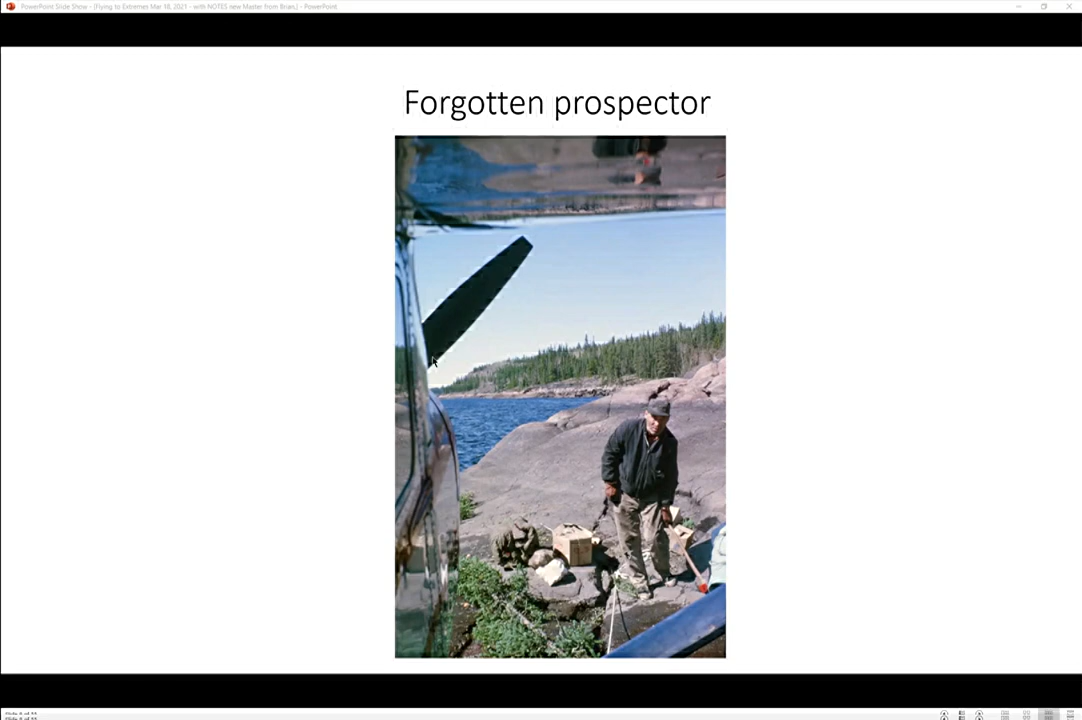 PowerPoint Slide Show - (Flying to Extremes Mar 18, 2021 - with NOTES new Master from Brian,) - PowerPoint
Forgotten prospector